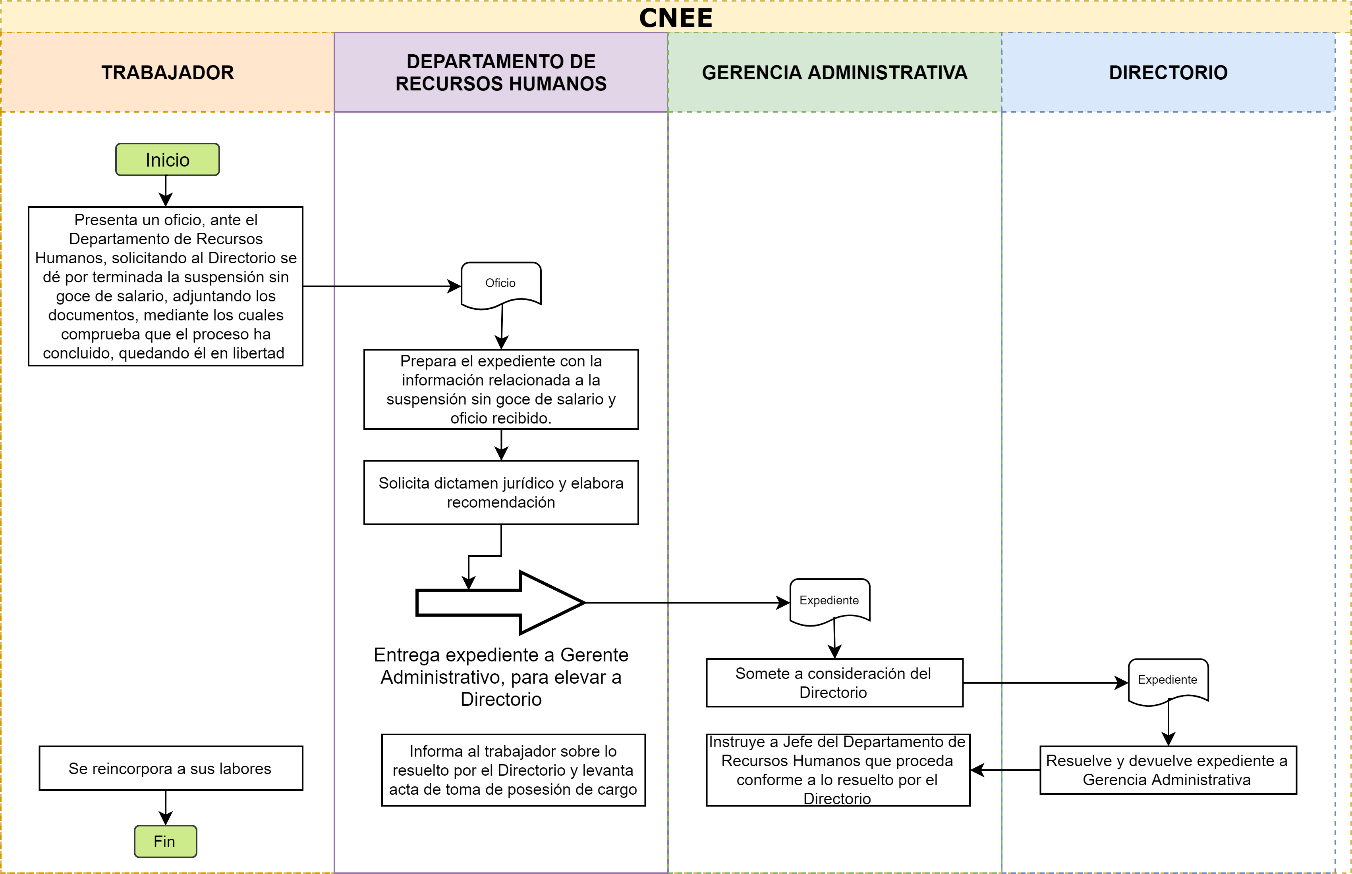 CNEE
TRABAJADOR
DEPARTAMENTO DE
RECURSOS HUMANOS
GERENCIA ADMINISTRATIVA
DIRECTORIO
Inicio
Presenta un oficio, ante el
Departamento de Recursos
Humanos, solicitando al Directorio se
dé por terminada la suspensión sin
goce de salario, adjuntando los
documentos, mediante los cuales
comprueba que el proceso ha
concluido, quedando él en libertad
Oficio
Prepara el expediente con la
información relacionada a la
suspensión sin goce de salario y
oficio recibido.
Solicita dictamen jurídico y elabora
recomendación
Entrega expediente a Gerente
Administrativo, para elevar a
Directorio
Expediente
Somete a consideración del
Directorio
Expediente
Resuelve y devuelve expediente a
Gerencia Administrativa
Instruye a Jefe del Departamento de
Recursos Humanos que proceda
conforme a lo resuelto por el
Directorio
Informa al trabajador sobre lo
resuelto por el Directorio y levanta
acta de toma de posesión de cargo
Se reincorpora a sus labores
Fin